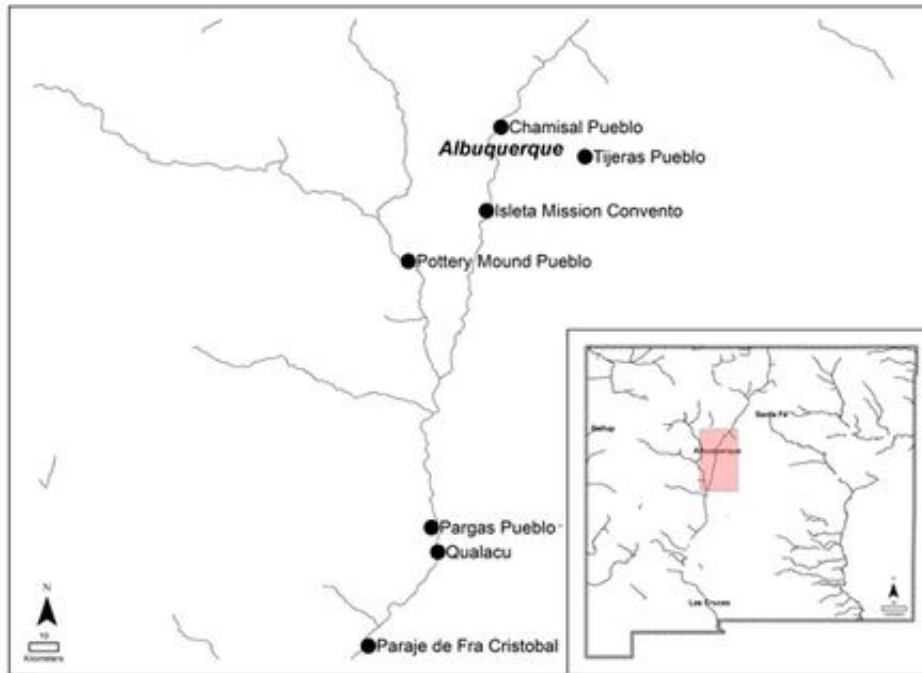 Chamisal Pueblo
Albuquerque
Tijeras Pueblo
Isleta Mission Convento
Pottery Mound Pueblo
Pargas Pueblo
Qualacu
Paraje de Fra Cristobal
N
10
Kilometers
Santa Fe
Gallup
Albuquerque
Las Cruces
N